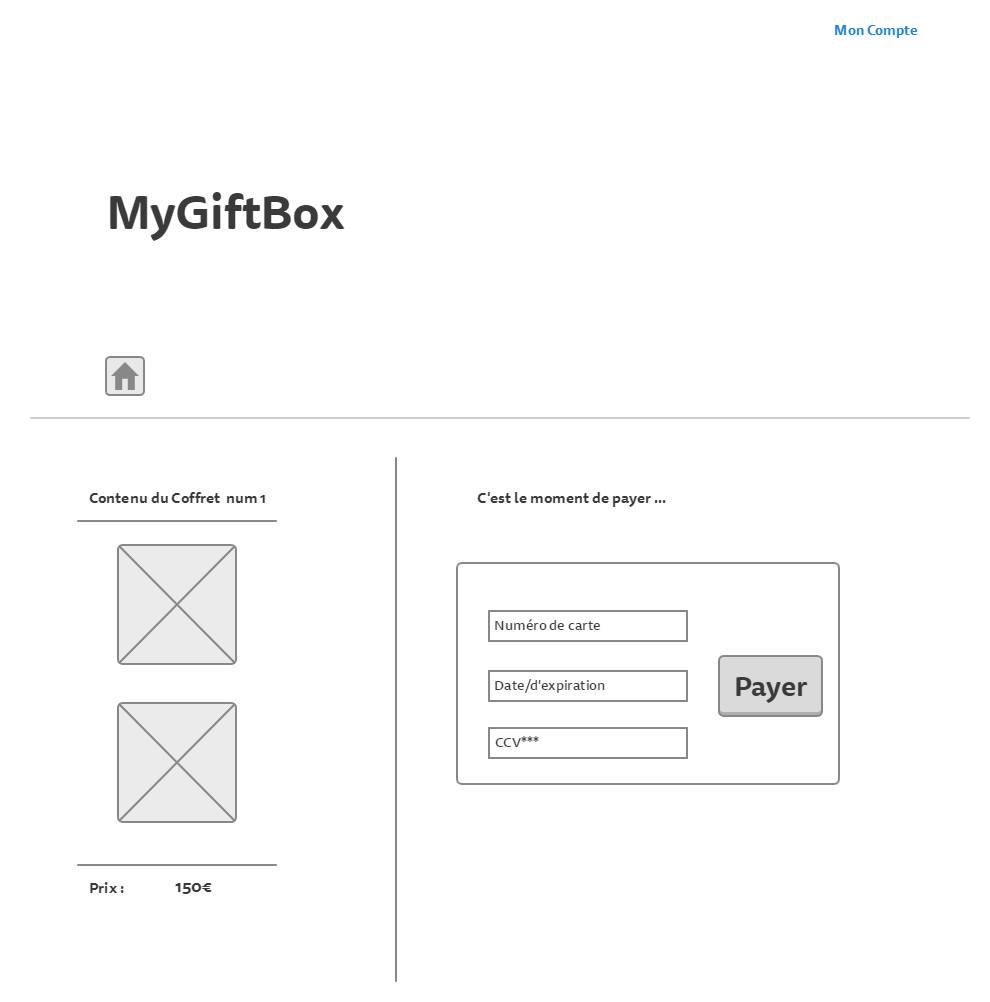 Mon Compte
MyGiftBox
Contenu du Coffret num 1
Prix : 150€
C'est le moment de payer ...
Numéro de carte
Date/d'expiration
CCV***
Payer